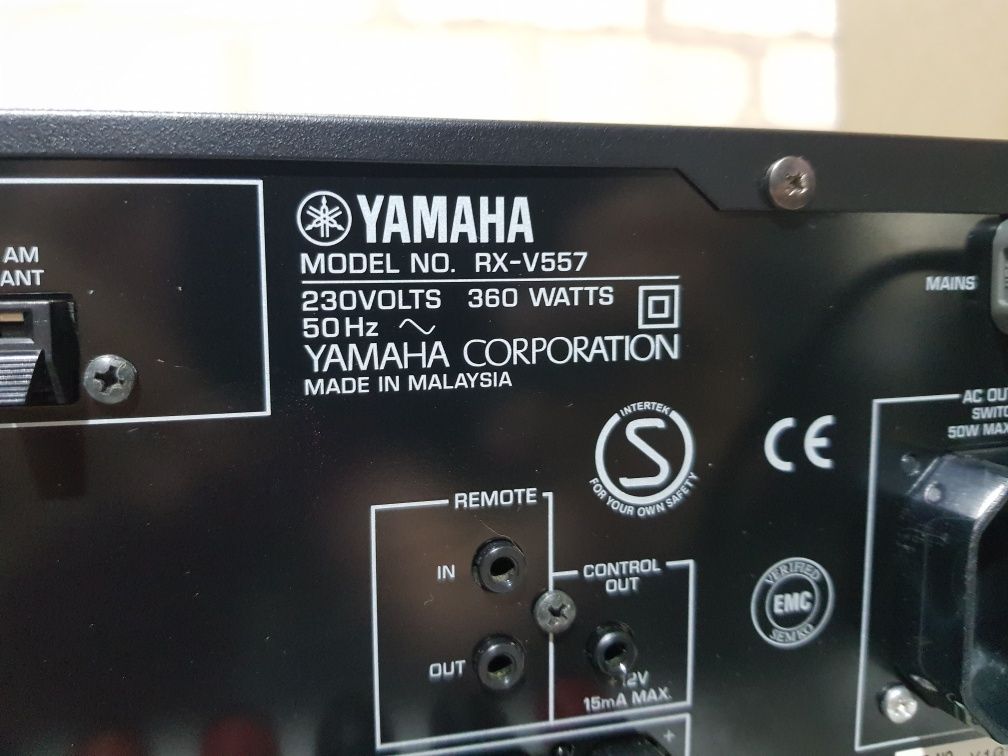 AM
ANT
YAMAHA
MODEL NO. RX-V557
230VOLTS 360 WATTS
50Hz
YAMAHA CORPORATION
MADE IN MALAYSIA
MAINS
INTERTEK
S
FOR YOUR OWN SAFETY
CE
AC
50W
REMOTE
IN
OUT
CONTROL
OUT
12V
15mA MAX.
+
VERIFIED
EMC
SEMKO